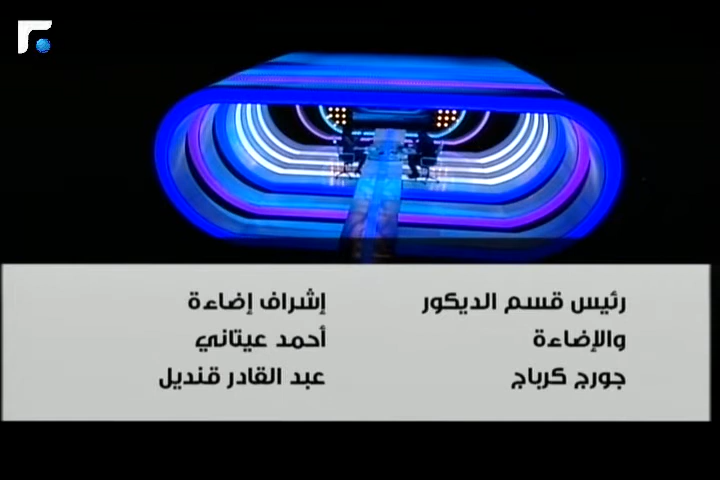 رئيس قسم الديكور
والإضاءة
جورج كرباج
إشراف إضاءة
أحمد عيتاني
عبد القادر قنديل